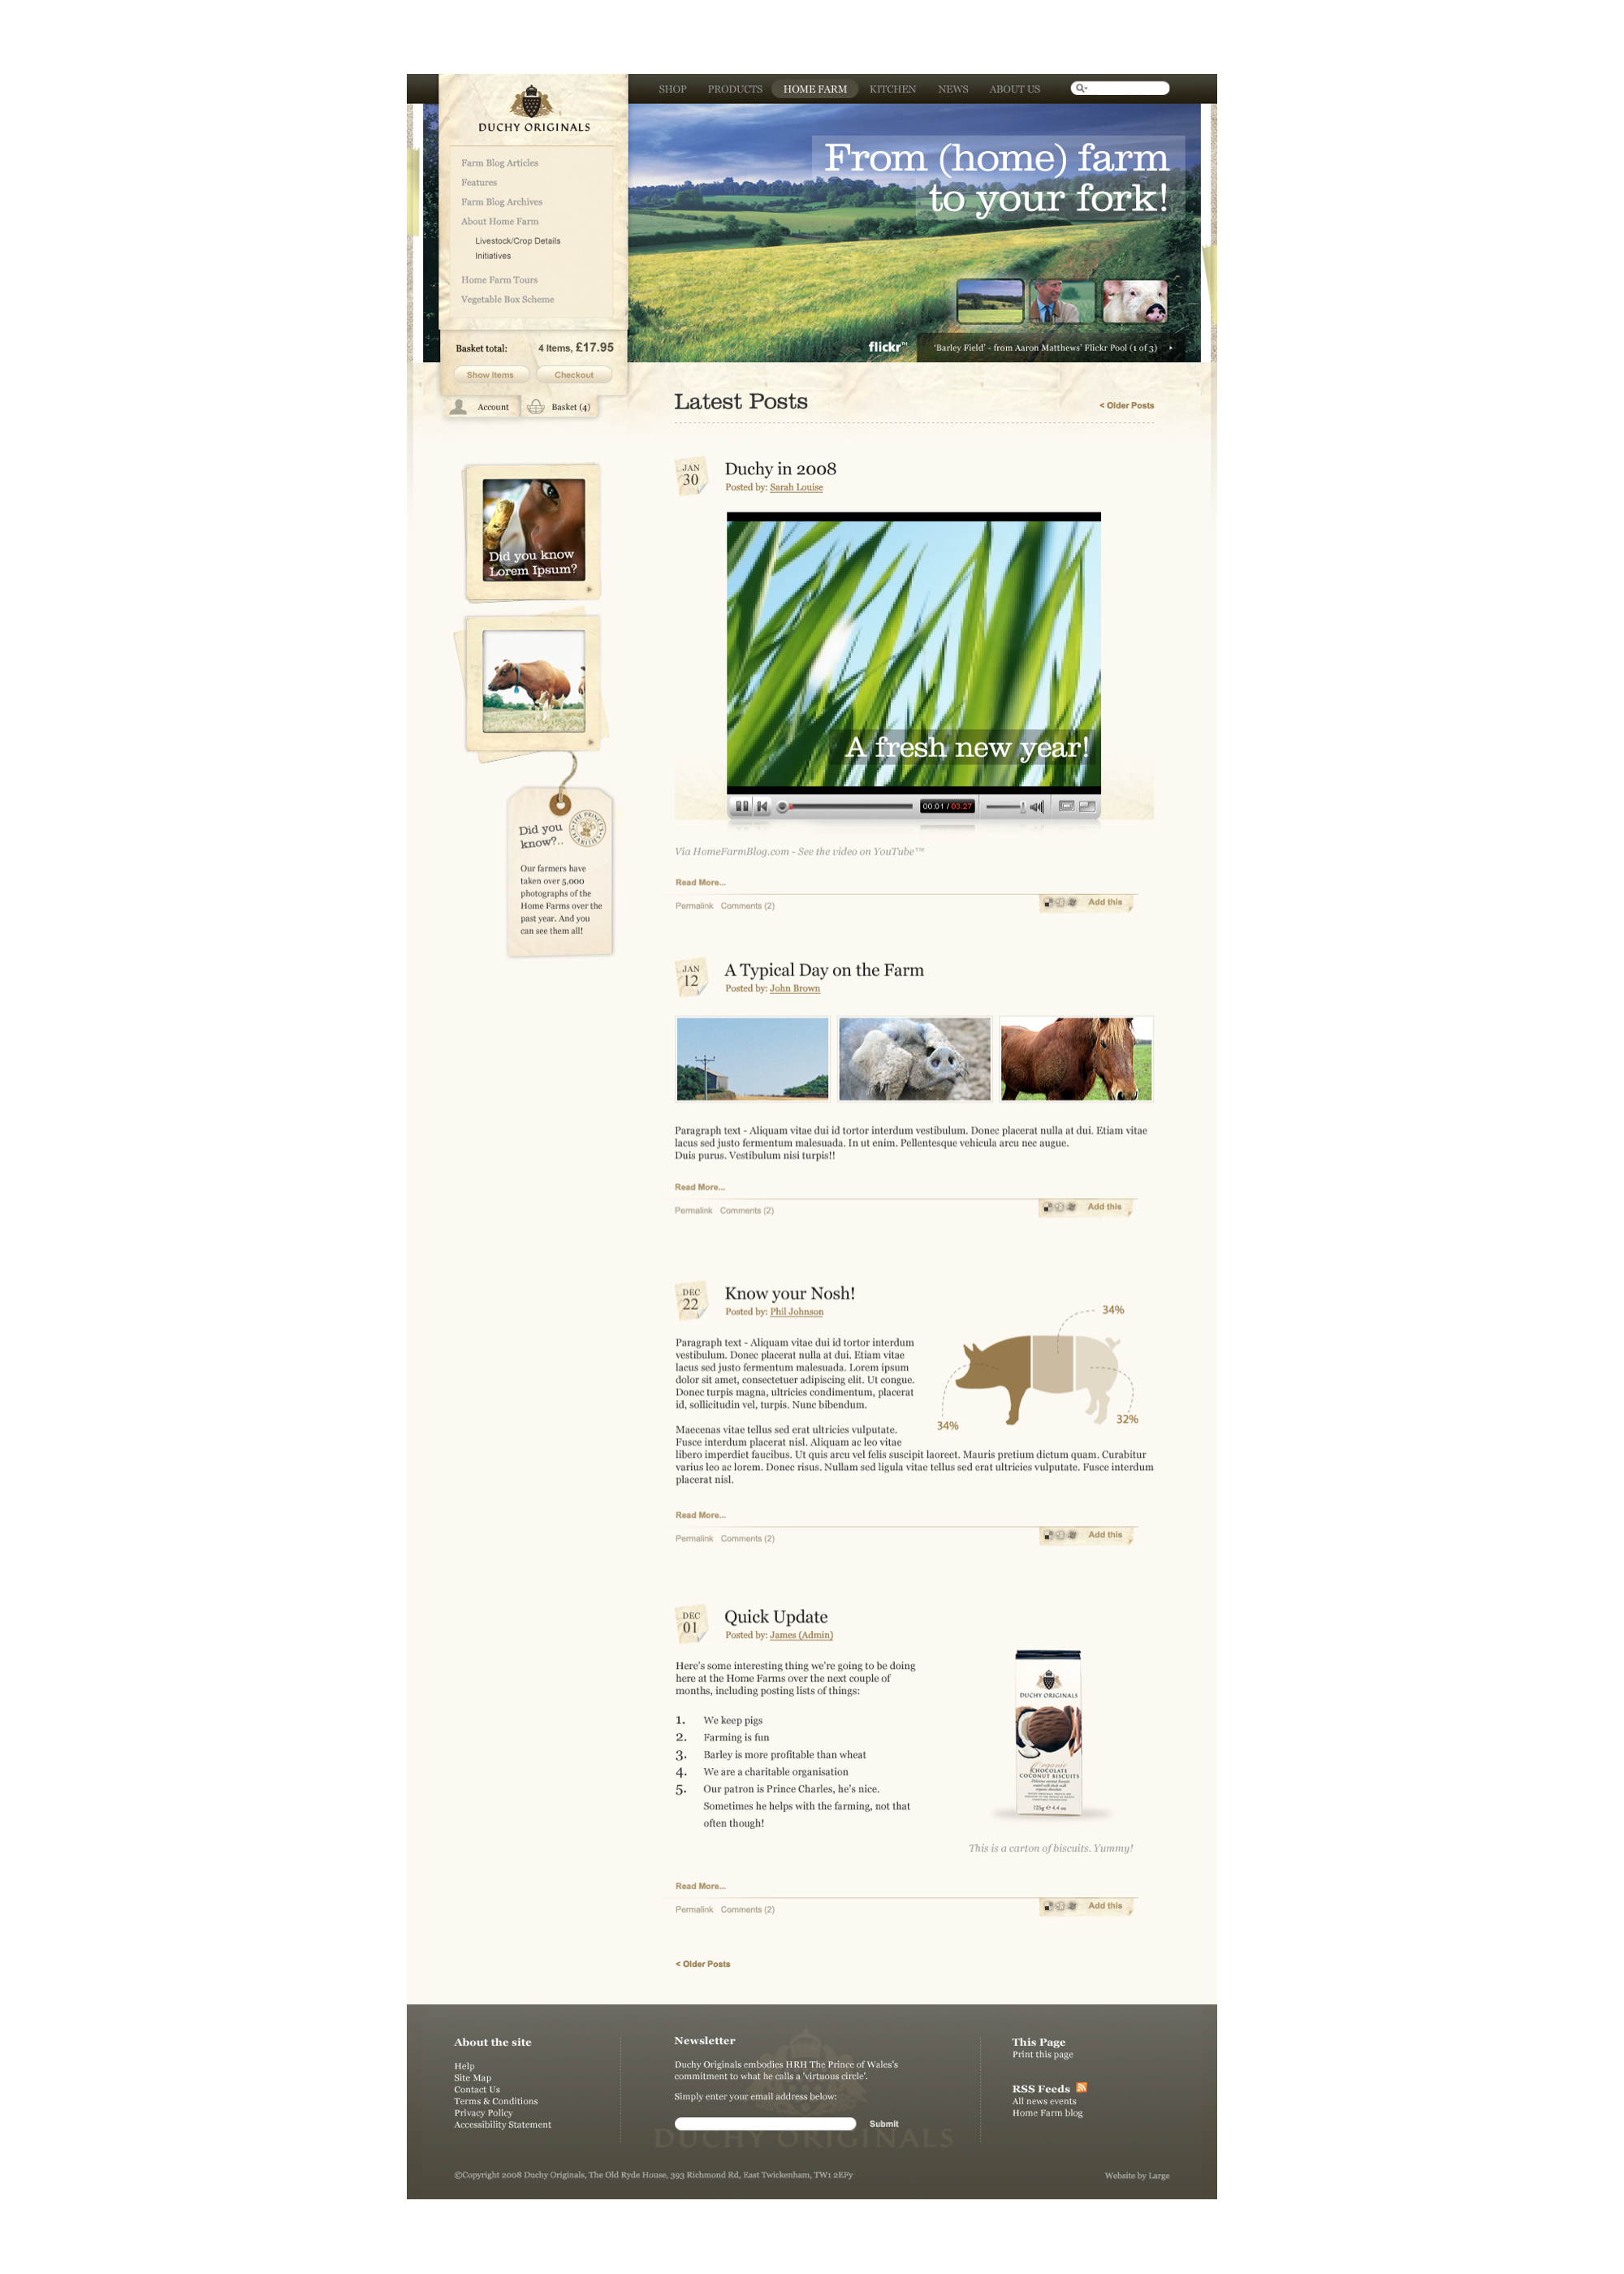 DUCHY ORIGINALS
SHOP PRODUCTS HOME FARM KITCHEN NEWS ABOUT US
Farm Blog Articles
Features
Farm Blog Archives
About Home Farm
Livestock/Crop Details
Initiatives
Home Farm Tours
Vegetable Box Scheme
Basket total: 4 Items, £17.95
Show Items Checkout
Account Basket (4)
From (home) farm
to your fork!
flickr™ 'Barley Field' - from Aaron Matthews' Flickr Pool (1 of 3)
Did you know
Lorem Ipsum?
Did you
know?..
Our farmers have
taken over 5,000
photographs of the
Home Farms over the
past year. And you
can see them all!
Latest Posts
< Older Posts
JAN
30
Duchy in 2008
Posted by: Sarah Louise
A fresh new year!
00:01 / 03.27
Via HomeFarmBlog.com - See the video on YouTube™
Read More...
Permalink Comments (2)
Add this
JAN
12
A Typical Day on the Farm
Posted by: John Brown
Paragraph text - Aliquam vitae dui id tortor interdum vestibulum. Donec placerat nulla at dui. Etiam vitae
lacus sed justo fermentum malesuada. In ut enim. Pellentesque vehicula arcu nec augue.
Duis purus. Vestibulum nisi turpis!!
Read More...
Permalink Comments (2)
Add this
DEC
22
Know your Nosh!
Posted by: Phil Johnson
34%
34%
32%
Paragraph text - Aliquam vitae dui id tortor interdum
vestibulum. Donec placerat nulla at dui. Etiam vitae
lacus sed justo fermentum malesuada. Lorem ipsum
dolor sit amet, consectetuer adipiscing elit. Ut congue.
Donec turpis magna, ultricies condimentum, placerat
id, sollicitudin vel, turpis. Nunc bibendum.
Maecenas vitae tellus sed erat ultricies vulputate.
Fusce interdum placerat nisl. Aliquam ac leo vitae
libero imperdiet faucibus. Ut quis arcu vel felis suscipit laoreet. Mauris pretium dictum quam. Curabitur
varius leo ac lorem. Donec risus. Nullam sed ligula vitae tellus sed erat ultricies vulputate. Fusce interdum
placerat nisl.
Read More...
Permalink Comments (2)
Add this
DEC
01
Quick Update
Posted by: James (Admin)
Here's some interesting thing we're going to be doing
here at the Home Farms over the next couple of
months, including posting lists of things:
1. We keep pigs
2. Farming is fun
3. Barley is more profitable than wheat
4. We are a charitable organisation
5. Our patron is Prince Charles, he's nice.
Sometimes he helps with the farming, not that
often though!
DUCHY ORIGINALS
Organic
CHOCOLATE
COCONUT BISCUITS
125g e 4.4 oz
This is a carton of biscuits. Yummy!
Read More...
Permalink Comments (2)
Add this
< Older Posts
About the site
Help
Site Map
Contact Us
Terms & Conditions
Privacy Policy
Accessibility Statement
Newsletter
Duchy Originals embodies HRH The Prince of Wales's
commitment to what he calls a 'virtuous circle'.
Simply enter your email address below:
Submit
DUCHY ORIGINALS
This Page
Print this page
RSS Feeds
All news events
Home Farm blog
©Copyright 2008 Duchy Originals, The Old Ryde House, 393 Richmond Rd, East Twickenham, TW1 2EFy
Website by Large